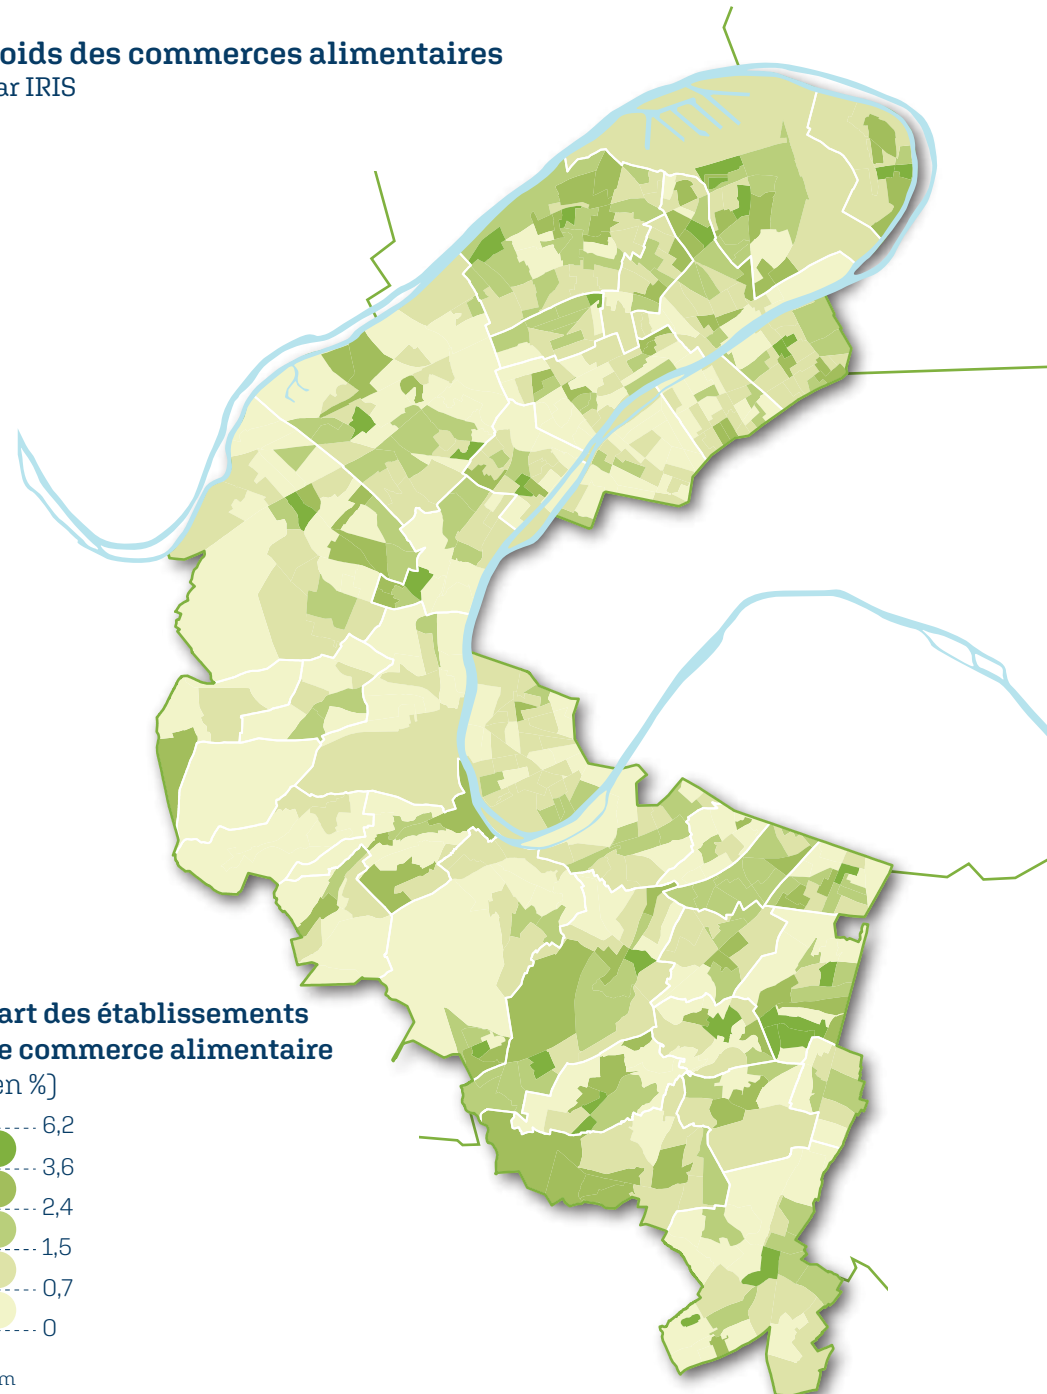 oids des commerces alimentaires
ar IRIS
art des établissements
e commerce alimentaire
en %)
6,2
3,6
2,4
1,5
0,7
0
m